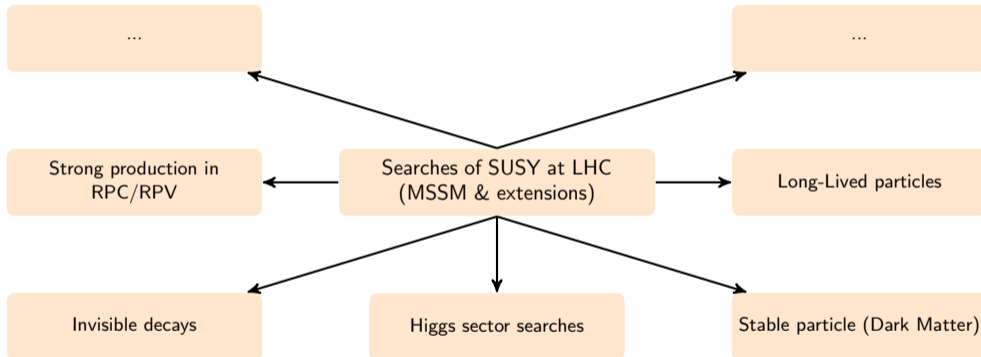 ...
...
Strong production in
RPC/RPV
Searches of SUSY at LHC
(MSSM & extensions)
Long-Lived particles
Invisible decays
Higgs sector searches
Stable particle (Dark Matter)